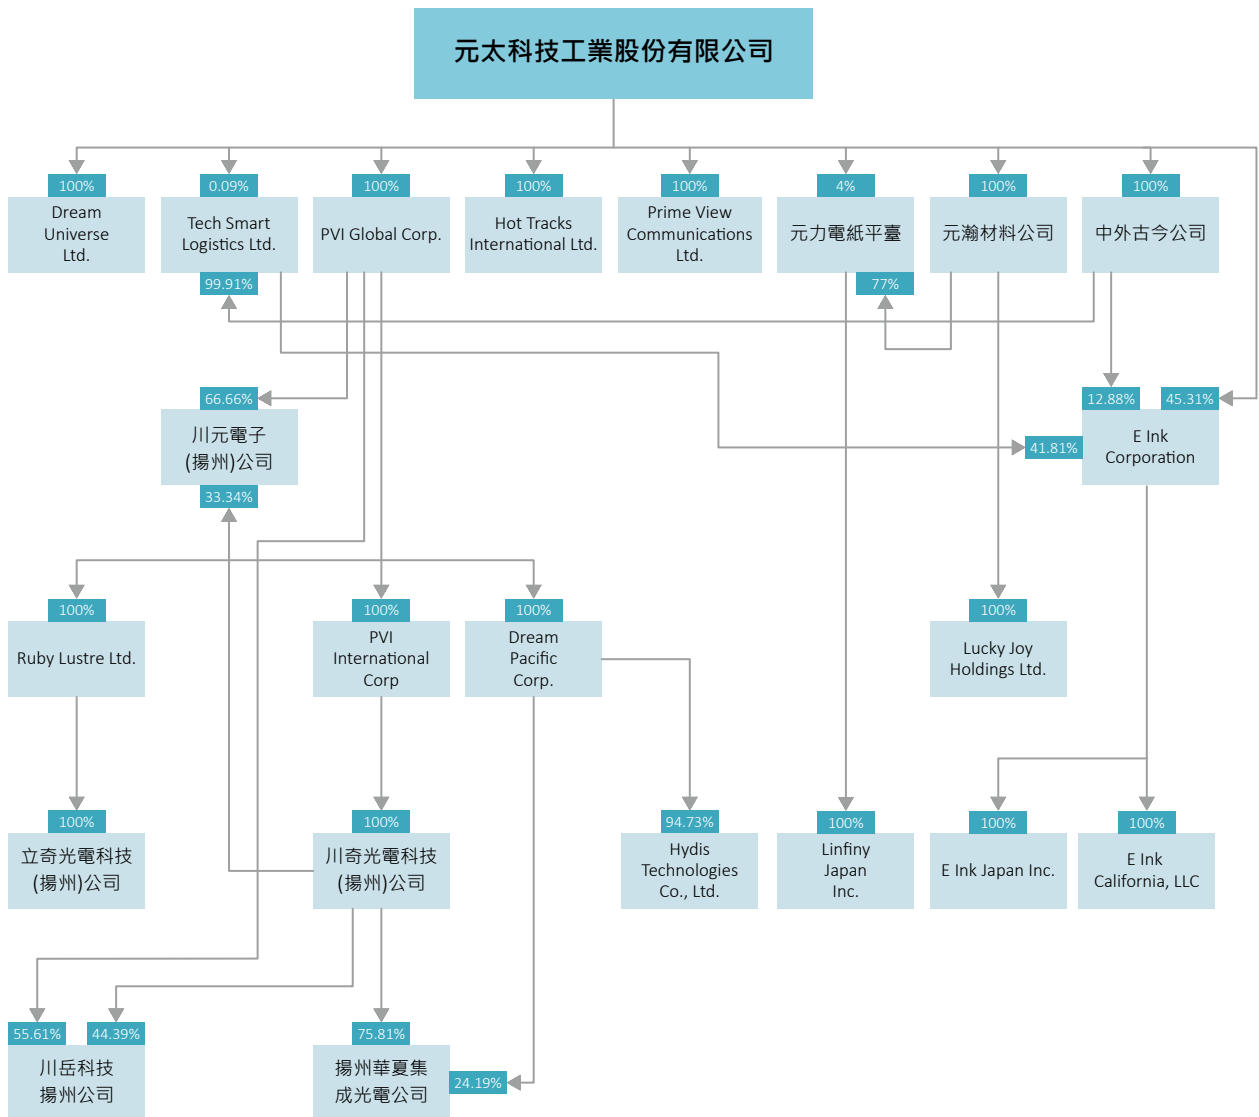 元太科技工業股份有限公司
100%
Dream
Universe
Ltd.
0.09%
Tech Smart
Logistics Ltd.
99.91%
100%
PVI Global Corp.
100%
Hot Tracks
International Ltd.
100%
Prime View
Communications
Ltd.
4%
元力電紙平臺
77%
100%
元瀚材料公司
100%
中外古今公司
66.66%
川元電子
(揚州)公司
33.34%
12.88%
45.31%
41.81%
E Ink
Corporation
100%
Ruby Lustre Ltd.
100%
PVI
International
Corp
100%
Dream
Pacific
Corp.
100%
Lucky Joy
Holdings Ltd.
100%
立奇光電科技
(揚州)公司
100%
川奇光電科技
(揚州)公司
94.73%
Hydis
Technologies
Co., Ltd.
100%
Linfiny
Japan
Inc.
100%
E Ink Japan Inc.
100%
E Ink
California, LLC
55.61%
44.39%
川岳科技
揚州公司
75.81%
揚州華夏集
成光電公司
24.19%